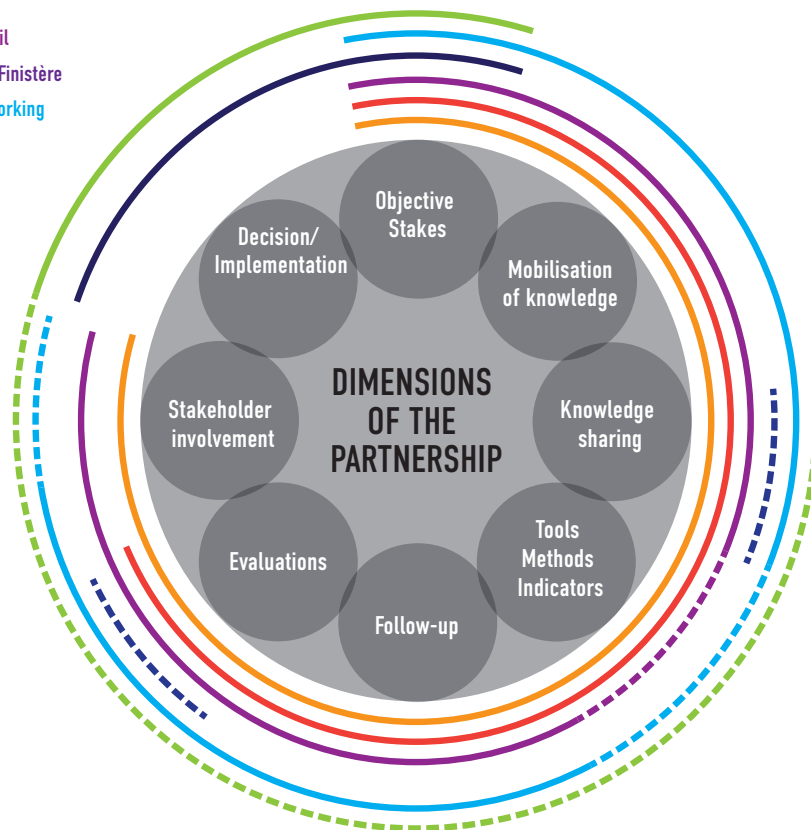 il
Finistère
orking
Objective
Stakes
Decision/
Implementation
Mobilisation
of knowledge
DIMENSIONS
OF THE
PARTNERSHIP
Stakeholder
involvement
Knowledge
sharing
Tools
Methods
Indicators
Evaluations
Follow-up